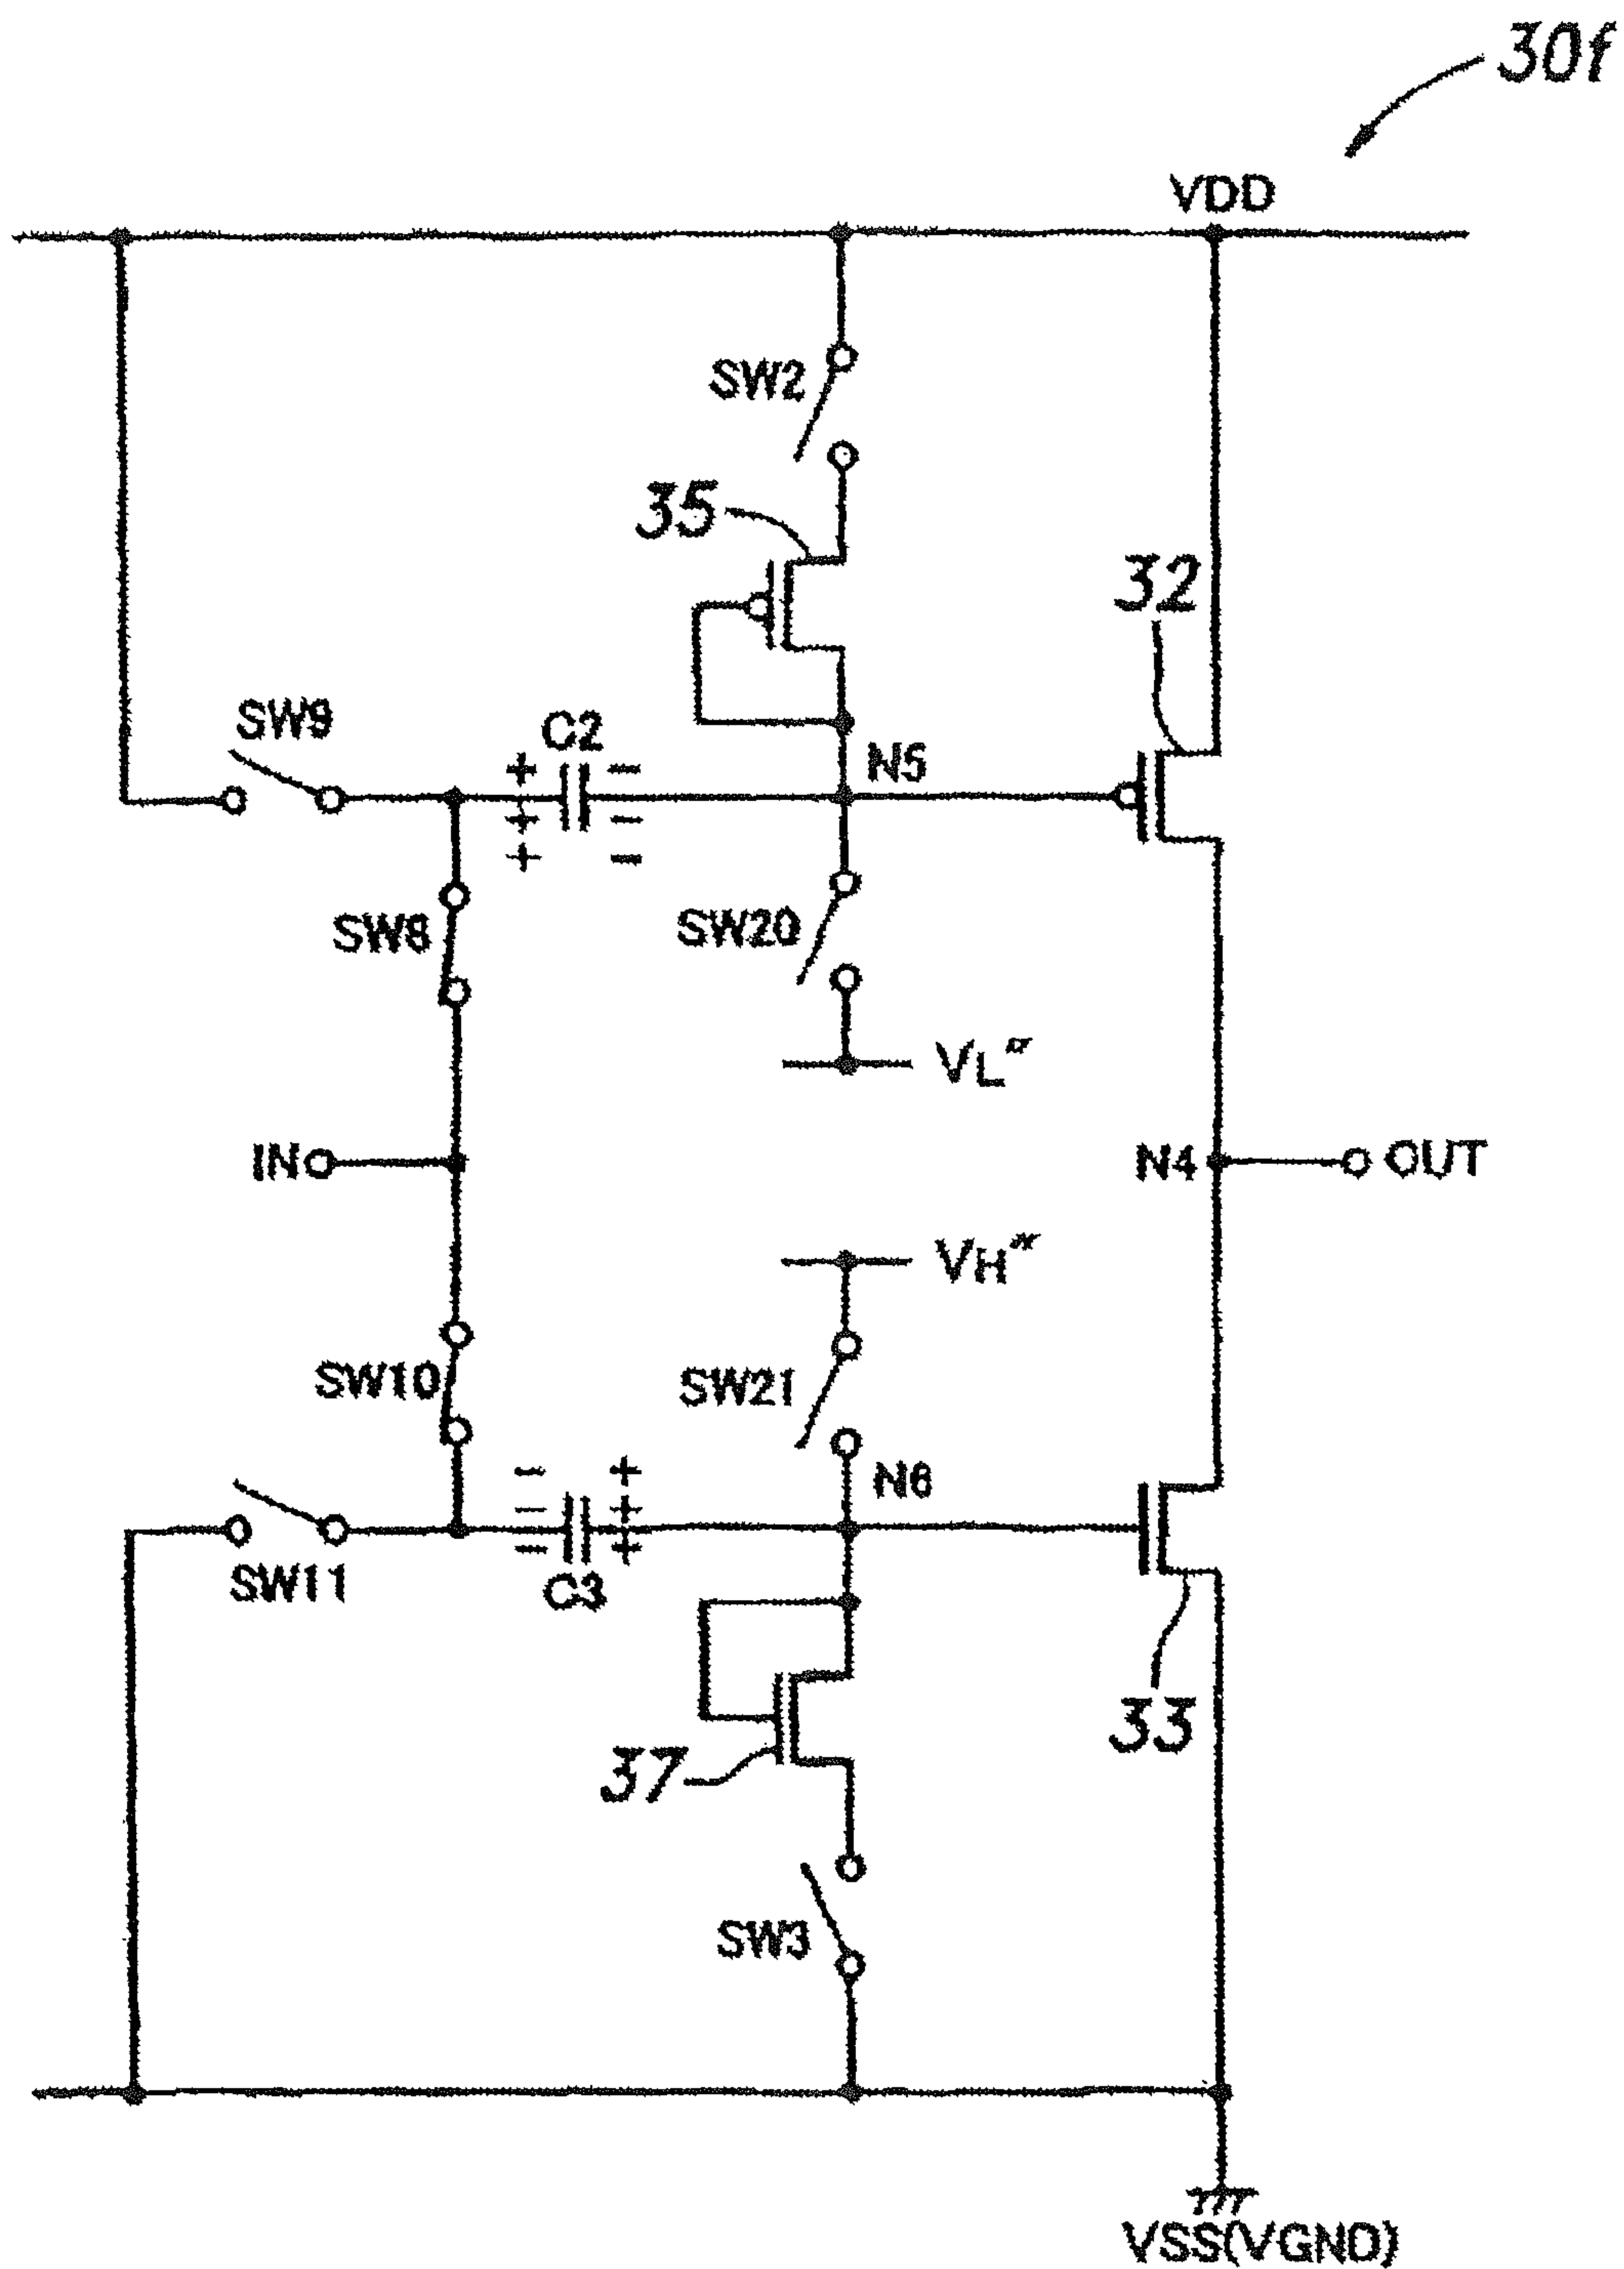 30f
VDD
SW2
35
32
SW9
C2
+ −
N5
+ −
+ −
SW8
SW20
VL"
IN
N4
OUT
VH"
SW10
SW21
− +
N6
− +
− +
SW11
C3
37
33
SW3
VSS(VGND)